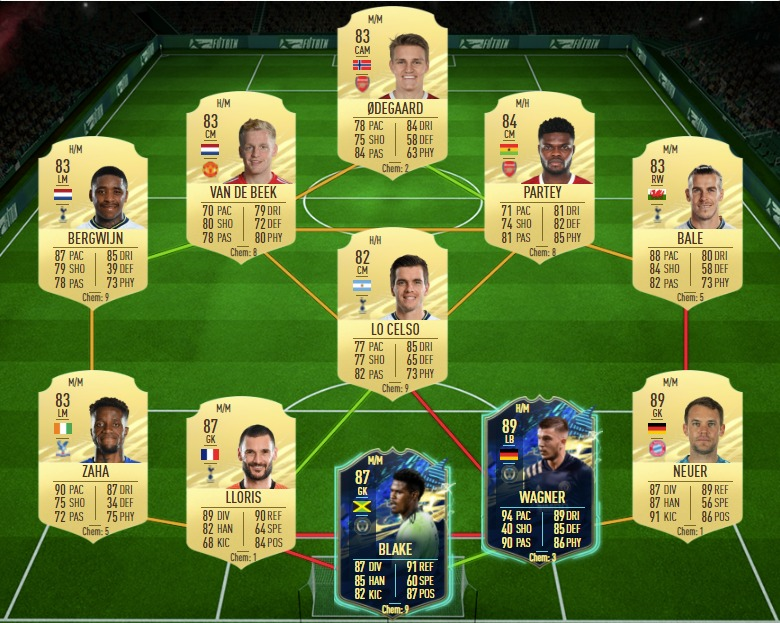 M/M
83
CAM
ØDEGAARD
78 PAC 84 DRI
75 SHO 58 DEF
84 PAS 63 PHY
Chem: 2
H/M
83
CM
VAN DE BEEK
70 PAC 79 DRI
80 SHO 72 DEF
78 PAS 80 PHY
Chem: 8
M/H
84
CM
PARTEY
71 PAC 81 DRI
74 SHO 82 DEF
81 PAS 85 PHY
Chem: 8
H/M
83
LM
BERGWIJN
87 PAC 85 DRI
79 SHO 39 DEF
78 PAS 73 PHY
Chem: 9
M/M
83
RW
BALE
88 PAC 80 DRI
84 SHO 58 DEF
82 PAS 73 PHY
Chem: 5
H/H
82
CM
LO CELSO
77 PAC 85 DRI
77 SHO 65 DEF
82 PAS 73 PHY
Chem: 9
M/M
83
LM
ZAHA
90 PAC 87 DRI
75 SHO 34 DEF
72 PAS 75 PHY
Chem: 5
M/M
87
GK
LLORIS
89 DIV 90 REF
82 HAN 64 SPE
68 KIC 84 POS
Chem: 1
M/M
87
GK
BLAKE
87 DIV 91 REF
85 HAN 60 SPE
82 KIC 87 POS
Chem: 9
H/M
89
LB
WAGNER
94 PAC 89 DRI
40 SHO 85 DEF
90 PAS 86 PHY
Chem: 3
M/M
89
GK
NEUER
87 DIV 89 REF
87 HAN 56 SPE
91 KIC 86 POS
Chem: 1